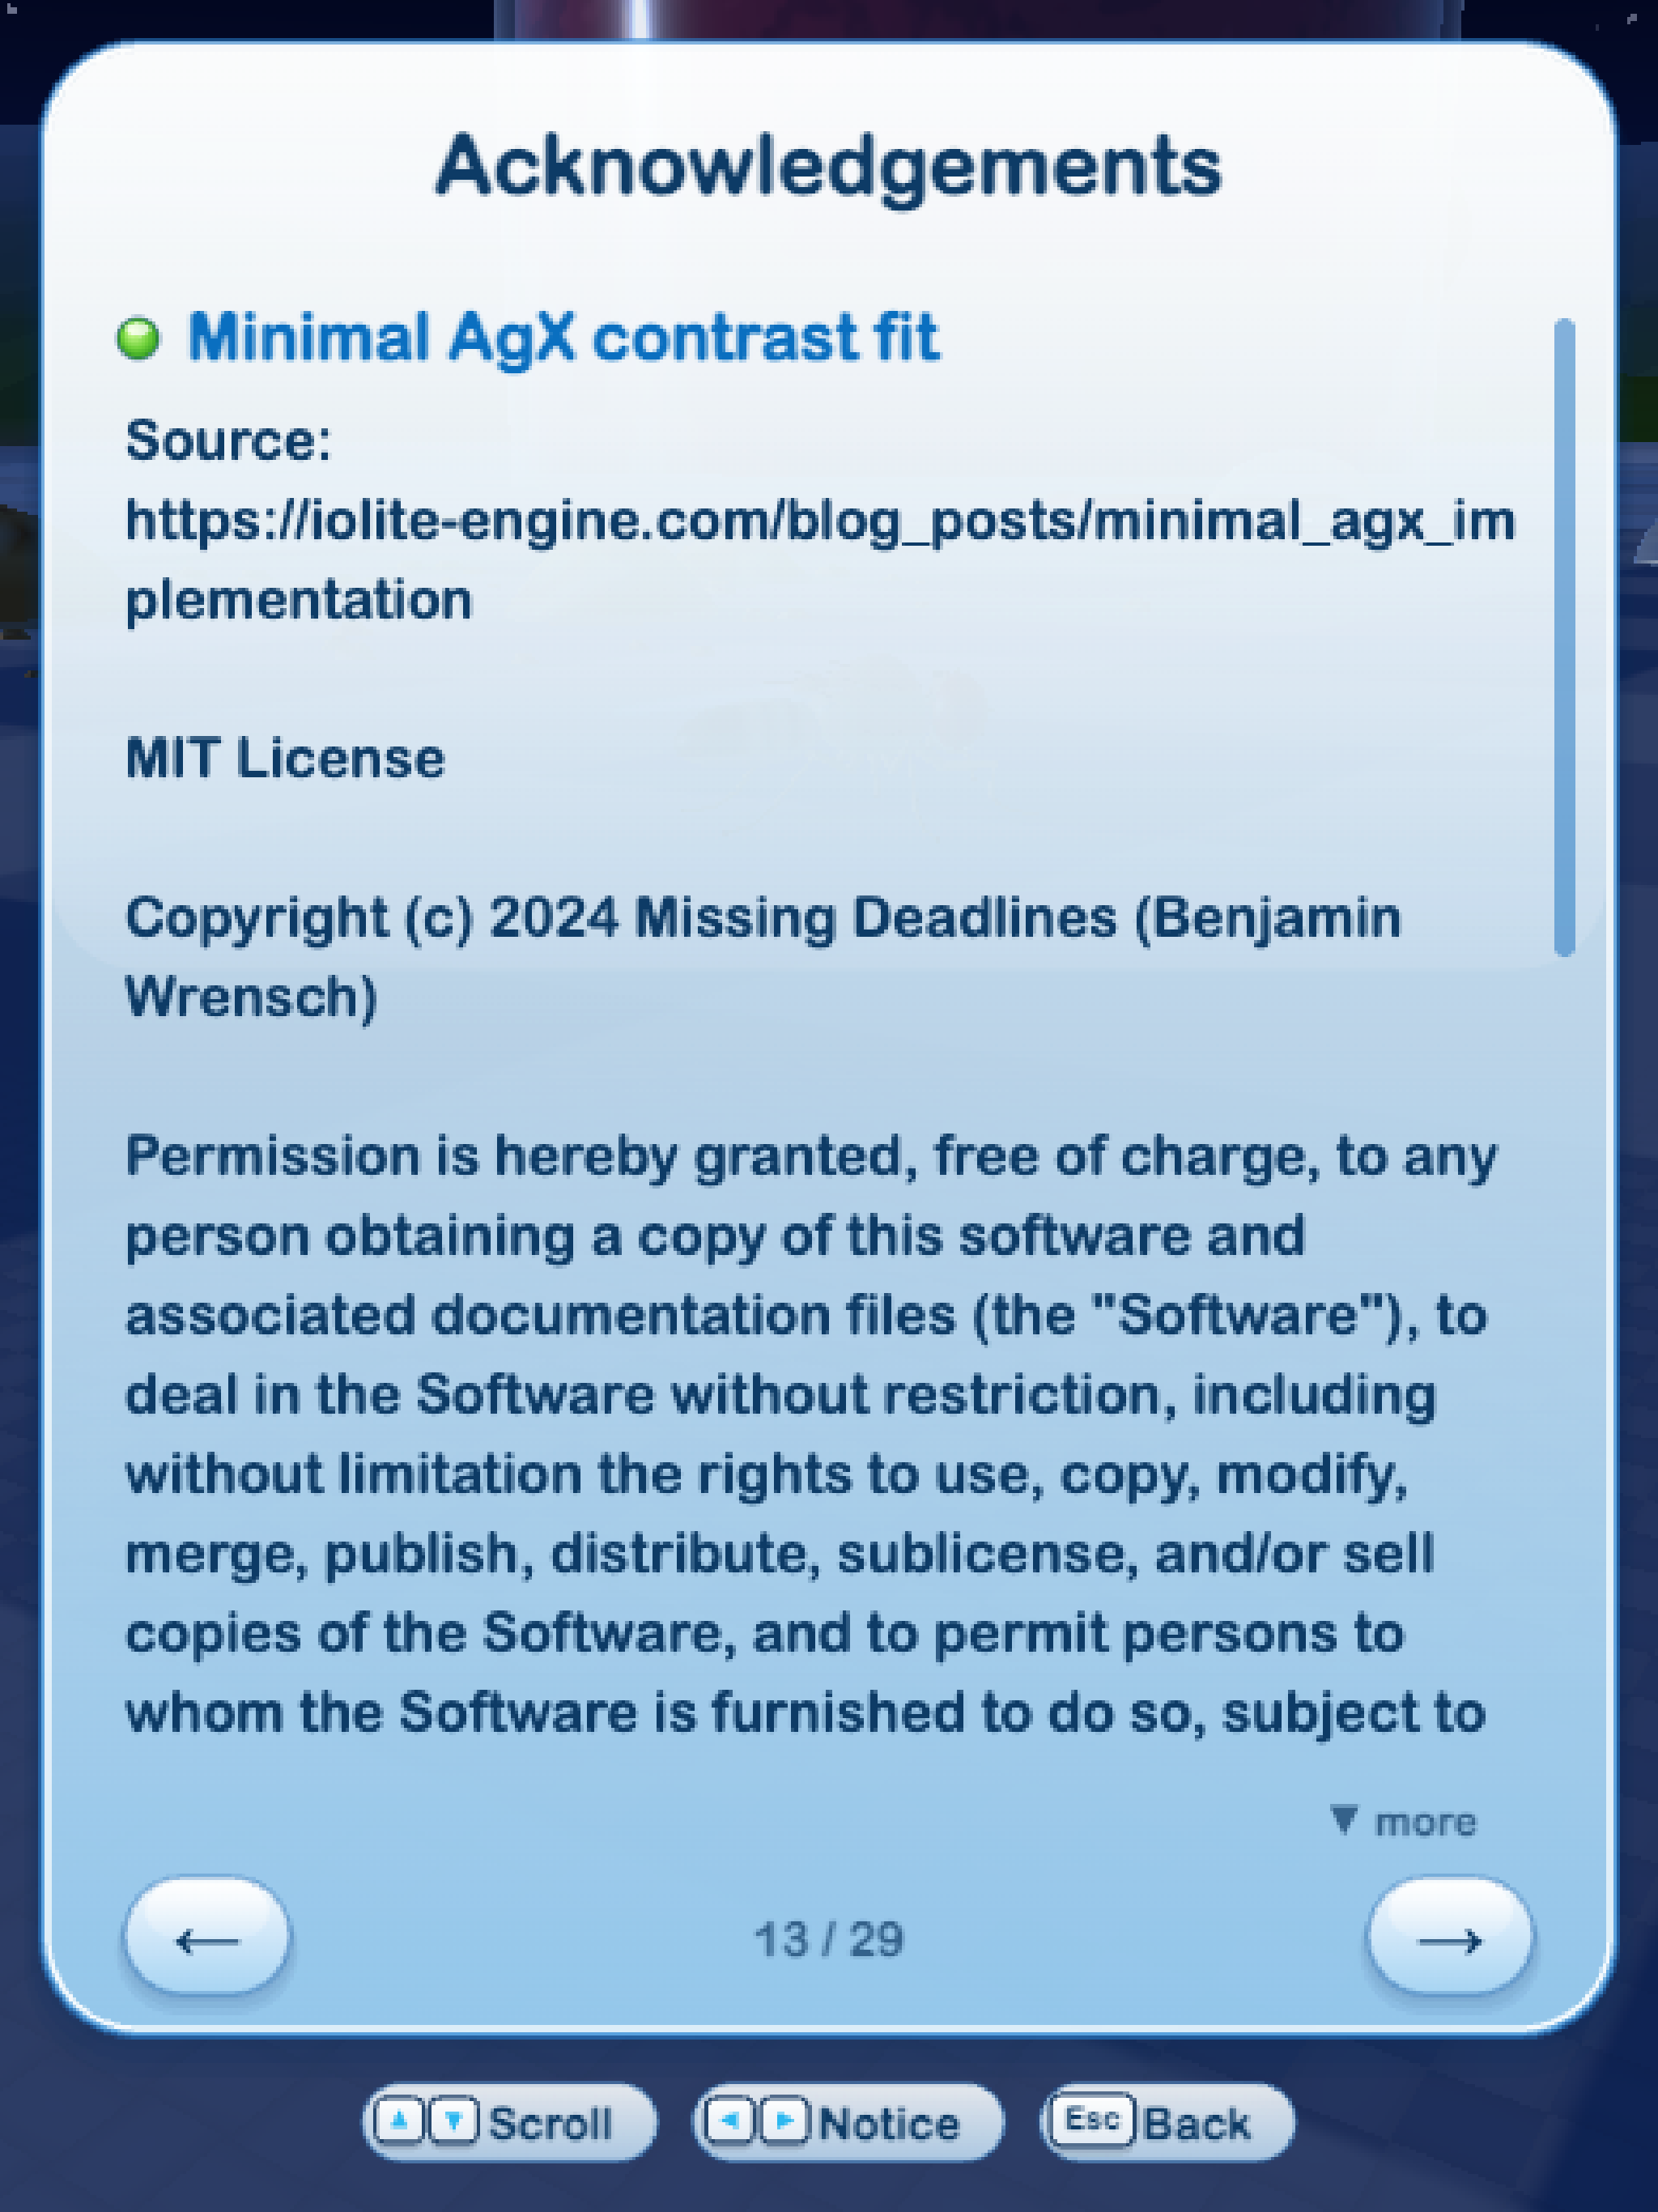 Acknowledgements
Minimal AgX contrast fit
Source:
https://iolite-engine.com/blog_posts/minimal_agx_im
plementation
MIT License
Copyright (c) 2024 Missing Deadlines (Benjamin
Wrensch)
Permission is hereby granted, free of charge, to any
person obtaining a copy of this software and
associated documentation files (the "Software"), to
deal in the Software without restriction, including
without limitation the rights to use, copy, modify,
merge, publish, distribute, sublicense, and/or sell
copies of the Software, and to permit persons to
whom the Software is furnished to do so, subject to
▼ more
← 13 / 29 →
▲ ▼ Scroll ◄ ► Notice Esc Back